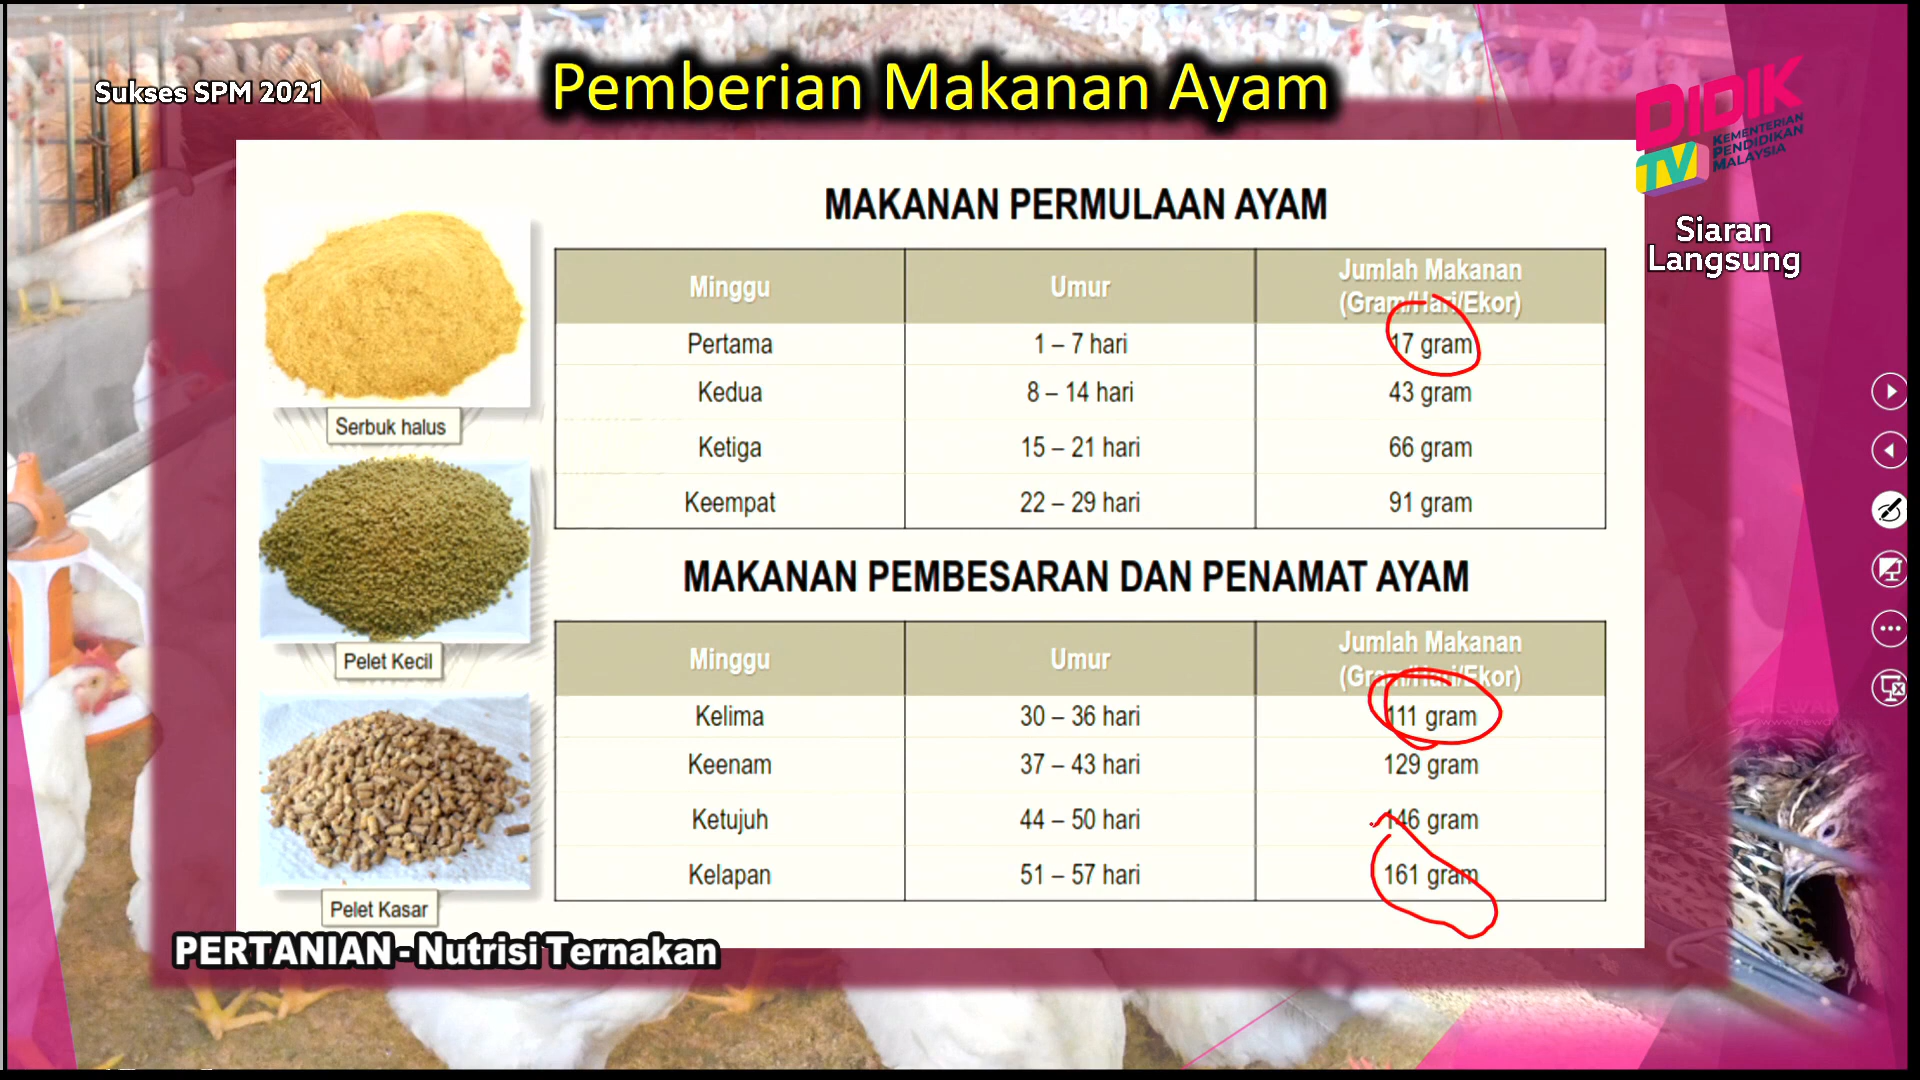 Sukses SPM 2021
Pemberian Makanan Ayam
DIDIK
TV
KEMENTERIAN
PENDIDIKAN
MALAYSIA
Siaran
Langsung
MAKANAN PERMULAAN AYAM
Minggu Umur Jumlah Makanan
(Gram/Hari/Ekor)
Pertama 1 – 7 hari 17 gram
Kedua 8 – 14 hari 43 gram
Ketiga 15 – 21 hari 66 gram
Keempat 22 – 29 hari 91 gram
Serbuk halus
MAKANAN PEMBESARAN DAN PENAMAT AYAM
Minggu Umur Jumlah Makanan
(Gram/Hari/Ekor)
Kelima 30 – 36 hari 111 gram
Keenam 37 – 43 hari 129 gram
Ketujuh 44 – 50 hari 146 gram
Kelapan 51 – 57 hari 161 gram
Pelet Kecil
Pelet Kasar
PERTANIAN - Nutrisi Ternakan